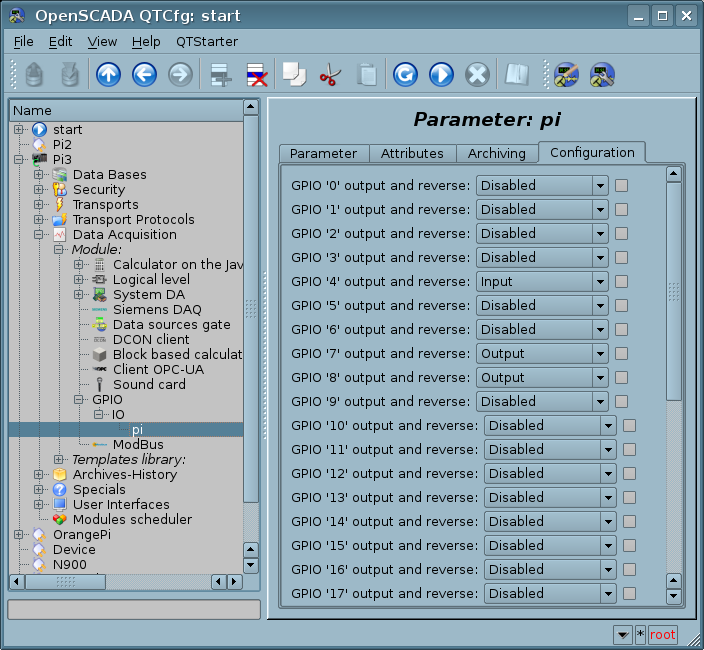 OpenSCADA QTCfg: start
File Edit View Help QTStarter
Name
start
Pi2
Pi3
Data Bases
Security
Transports
Transport Protocols
Data Acquisition
Module:
Calculator on the Jav
Logical level
System DA
Siemens DAQ
Data sources gate
DCON client
Block based calculat
Client OPC-UA
Sound card
GPIO
IO
pi
ModBus
Templates library:
Archives-History
Specials
User Interfaces
Modules scheduler
OrangePi
Device
N900
Parameter: pi
Parameter Attributes Archiving Configuration
GPIO '0' output and reverse: Disabled
GPIO '1' output and reverse: Disabled
GPIO '2' output and reverse: Disabled
GPIO '3' output and reverse: Disabled
GPIO '4' output and reverse: Input
GPIO '5' output and reverse: Disabled
GPIO '6' output and reverse: Disabled
GPIO '7' output and reverse: Output
GPIO '8' output and reverse: Output
GPIO '9' output and reverse: Disabled
GPIO '10' output and reverse: Disabled
GPIO '11' output and reverse: Disabled
GPIO '12' output and reverse: Disabled
GPIO '13' output and reverse: Disabled
GPIO '14' output and reverse: Disabled
GPIO '15' output and reverse: Disabled
GPIO '16' output and reverse: Disabled
GPIO '17' output and reverse: Disabled
* root